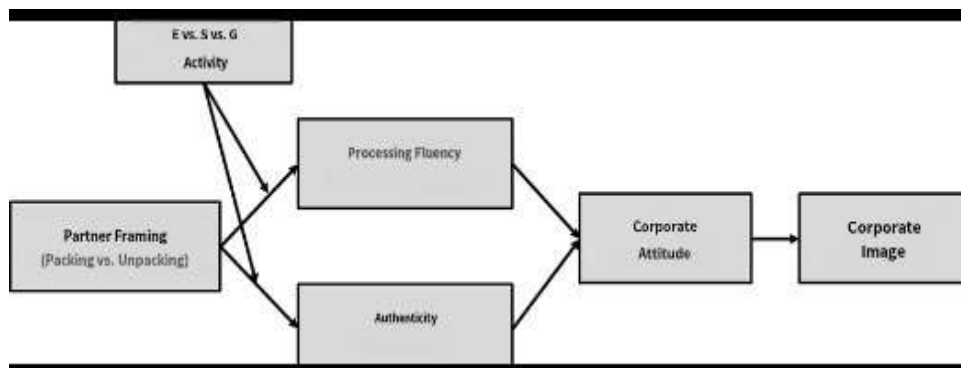 E vs. S vs. G
Activity
Processing Fluency
Partner Framing
(Packing vs. Unpacking)
Corporate
Attitude
Corporate
Image
Authenticity